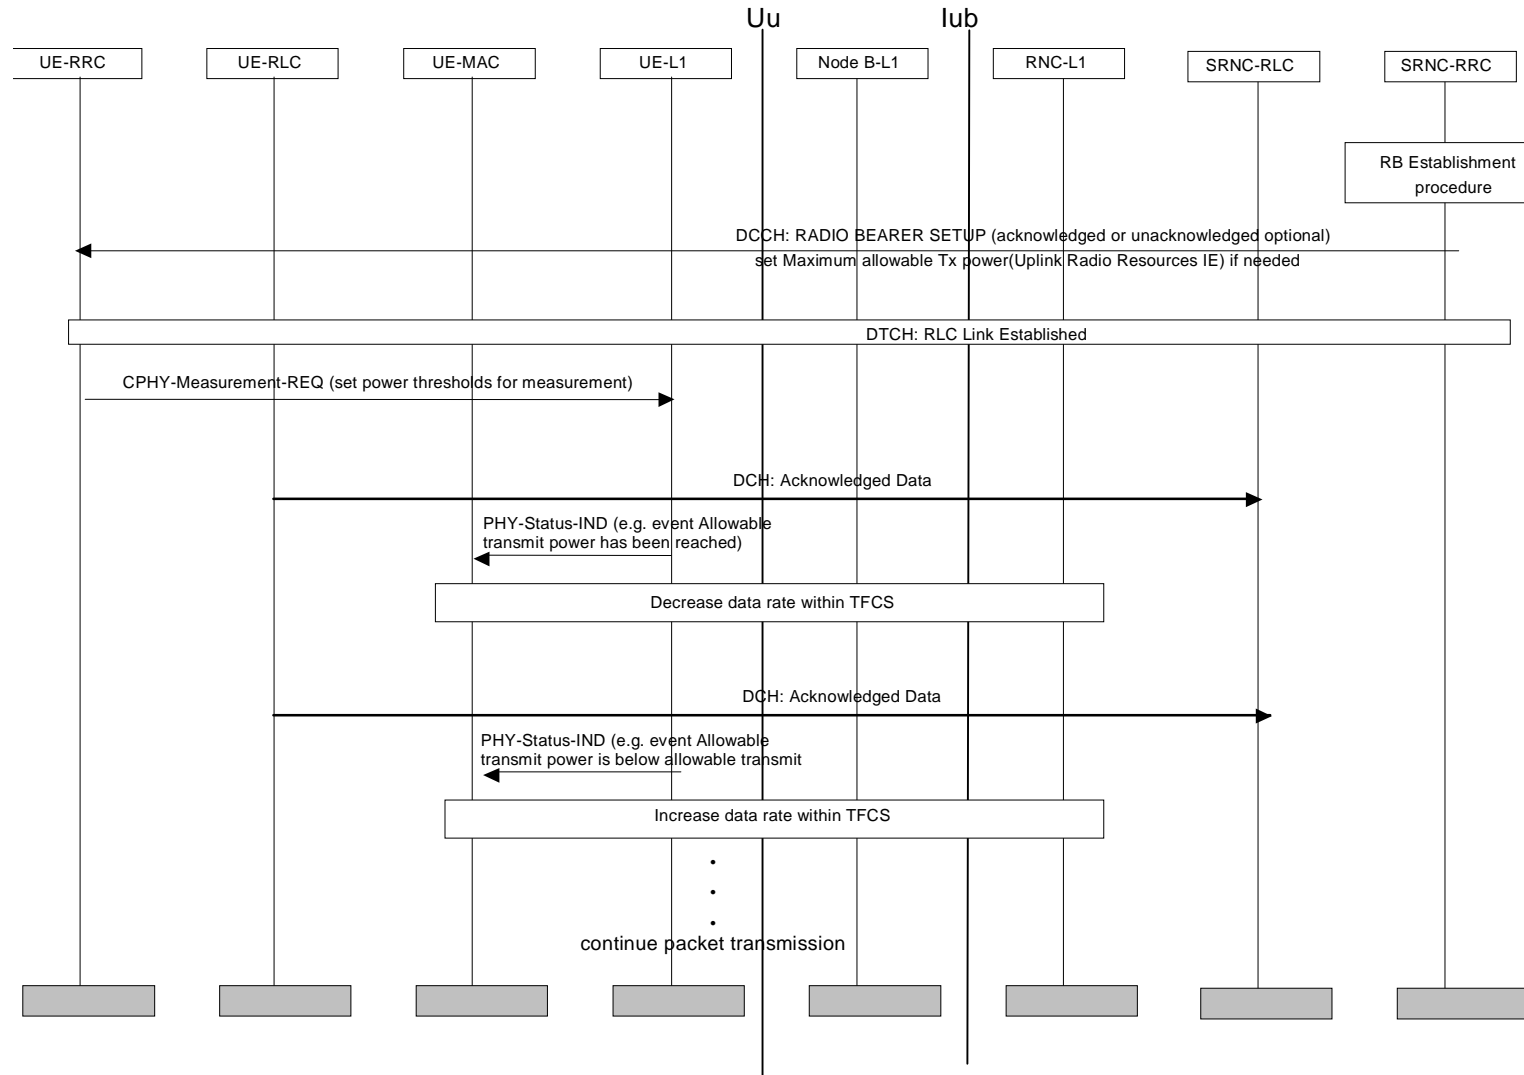 Uu
Iub
UE-RRC
UE-RLC
UE-MAC
UE-L1
Node B-L1
RNC-L1
SRNC-RLC
SRNC-RRC
RB Establishment
procedure
DCCH: RADIO BEARER SETUP (acknowledged or unacknowledged optional)
set Maximum allowable Tx power(Uplink Radio Resources IE) if needed
DTCH: RLC Link Established
CPHY-Measurement-REQ (set power thresholds for measurement)
DCH: Acknowledged Data
PHY-Status-IND (e.g. event Allowable
transmit power has been reached)
Decrease data rate within TFCS
DCH: Acknowledged Data
PHY-Status-IND (e.g. event Allowable
transmit power is below allowable transmit
Increase data rate within TFCS
continue packet transmission